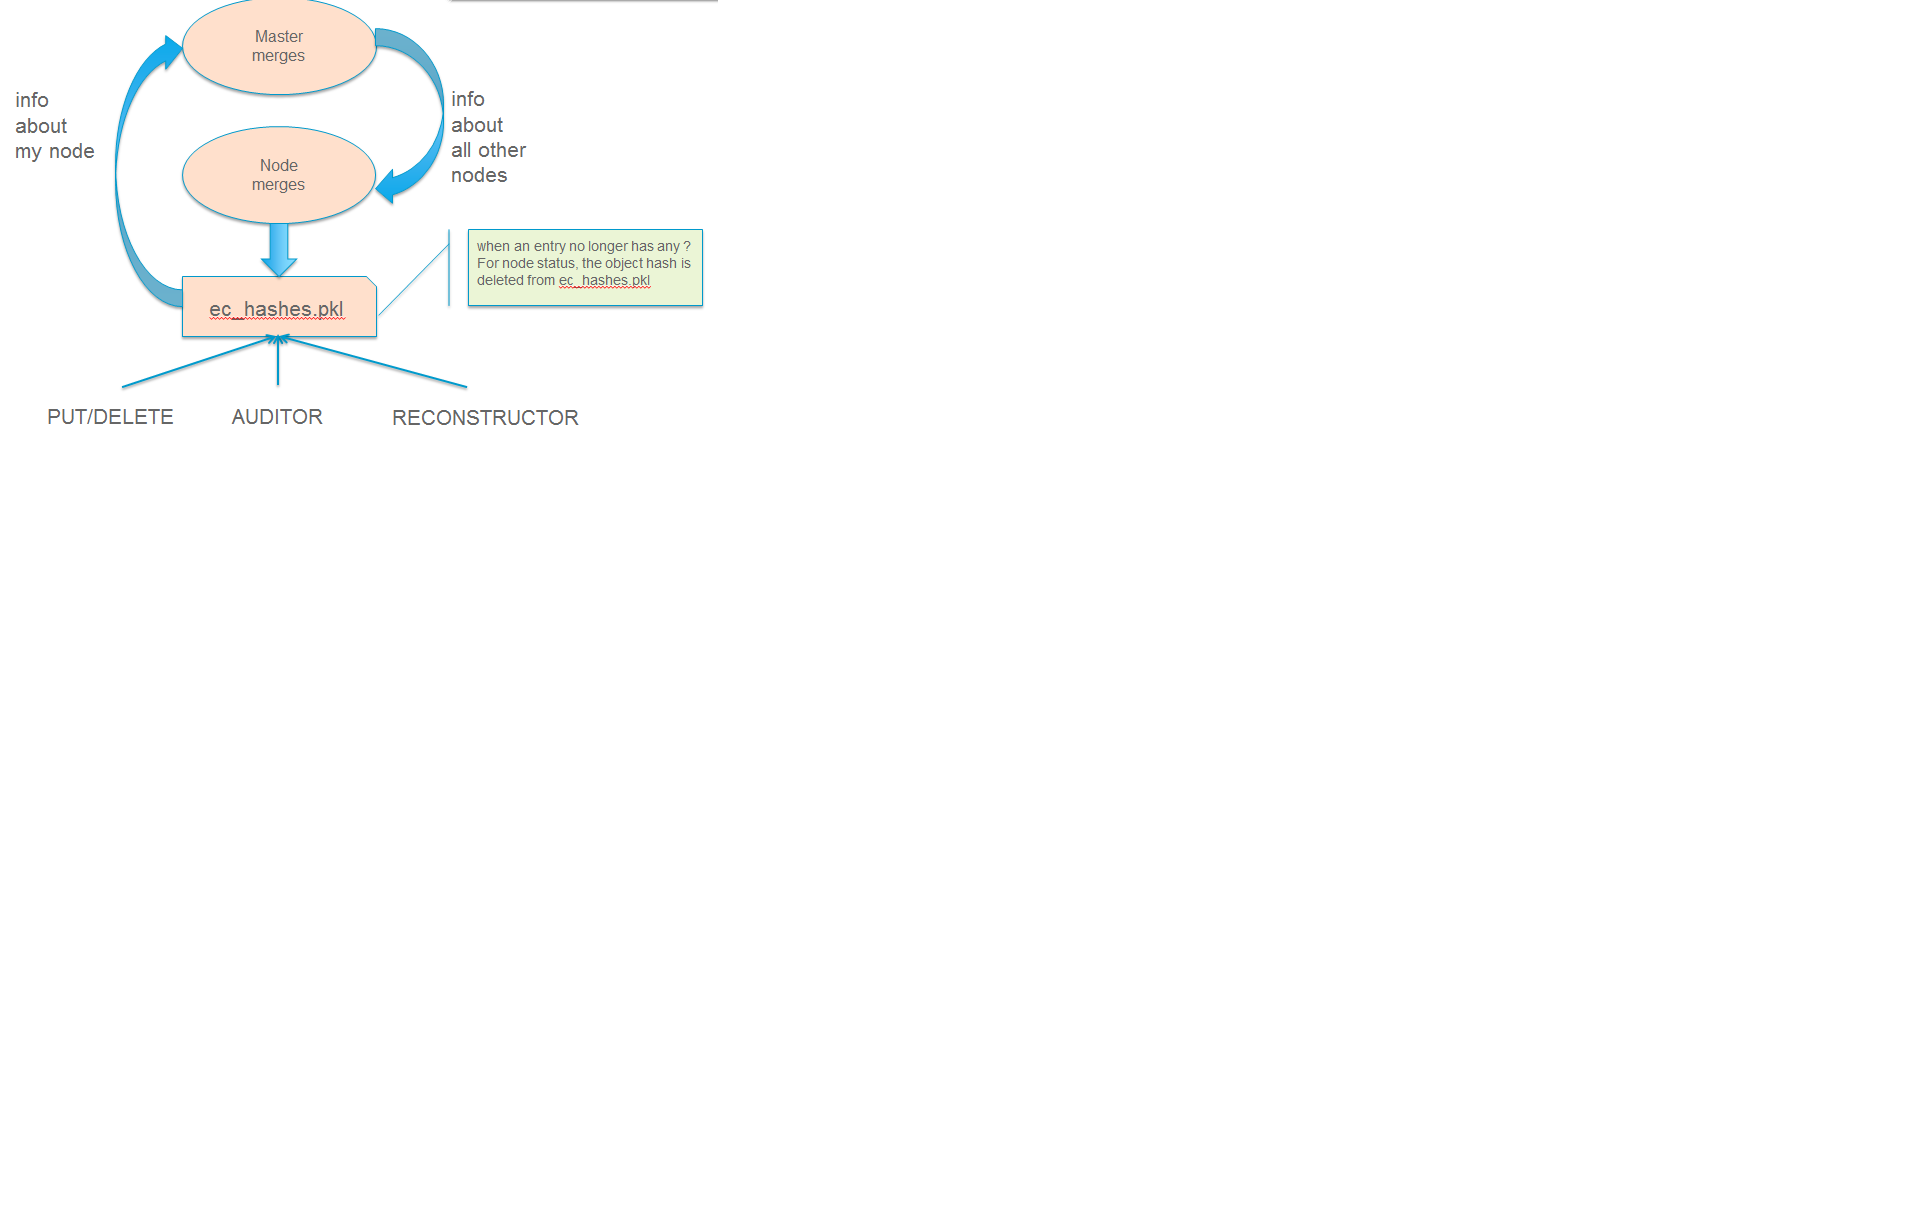 Master
merges
info
about
my node
info
about
all other
nodes
Node
merges
when an entry no longer has any ?
For node status, the object hash is
deleted from ec_hashes.pkl
ec_hashes.pkl
PUT/DELETE
AUDITOR
RECONSTRUCTOR